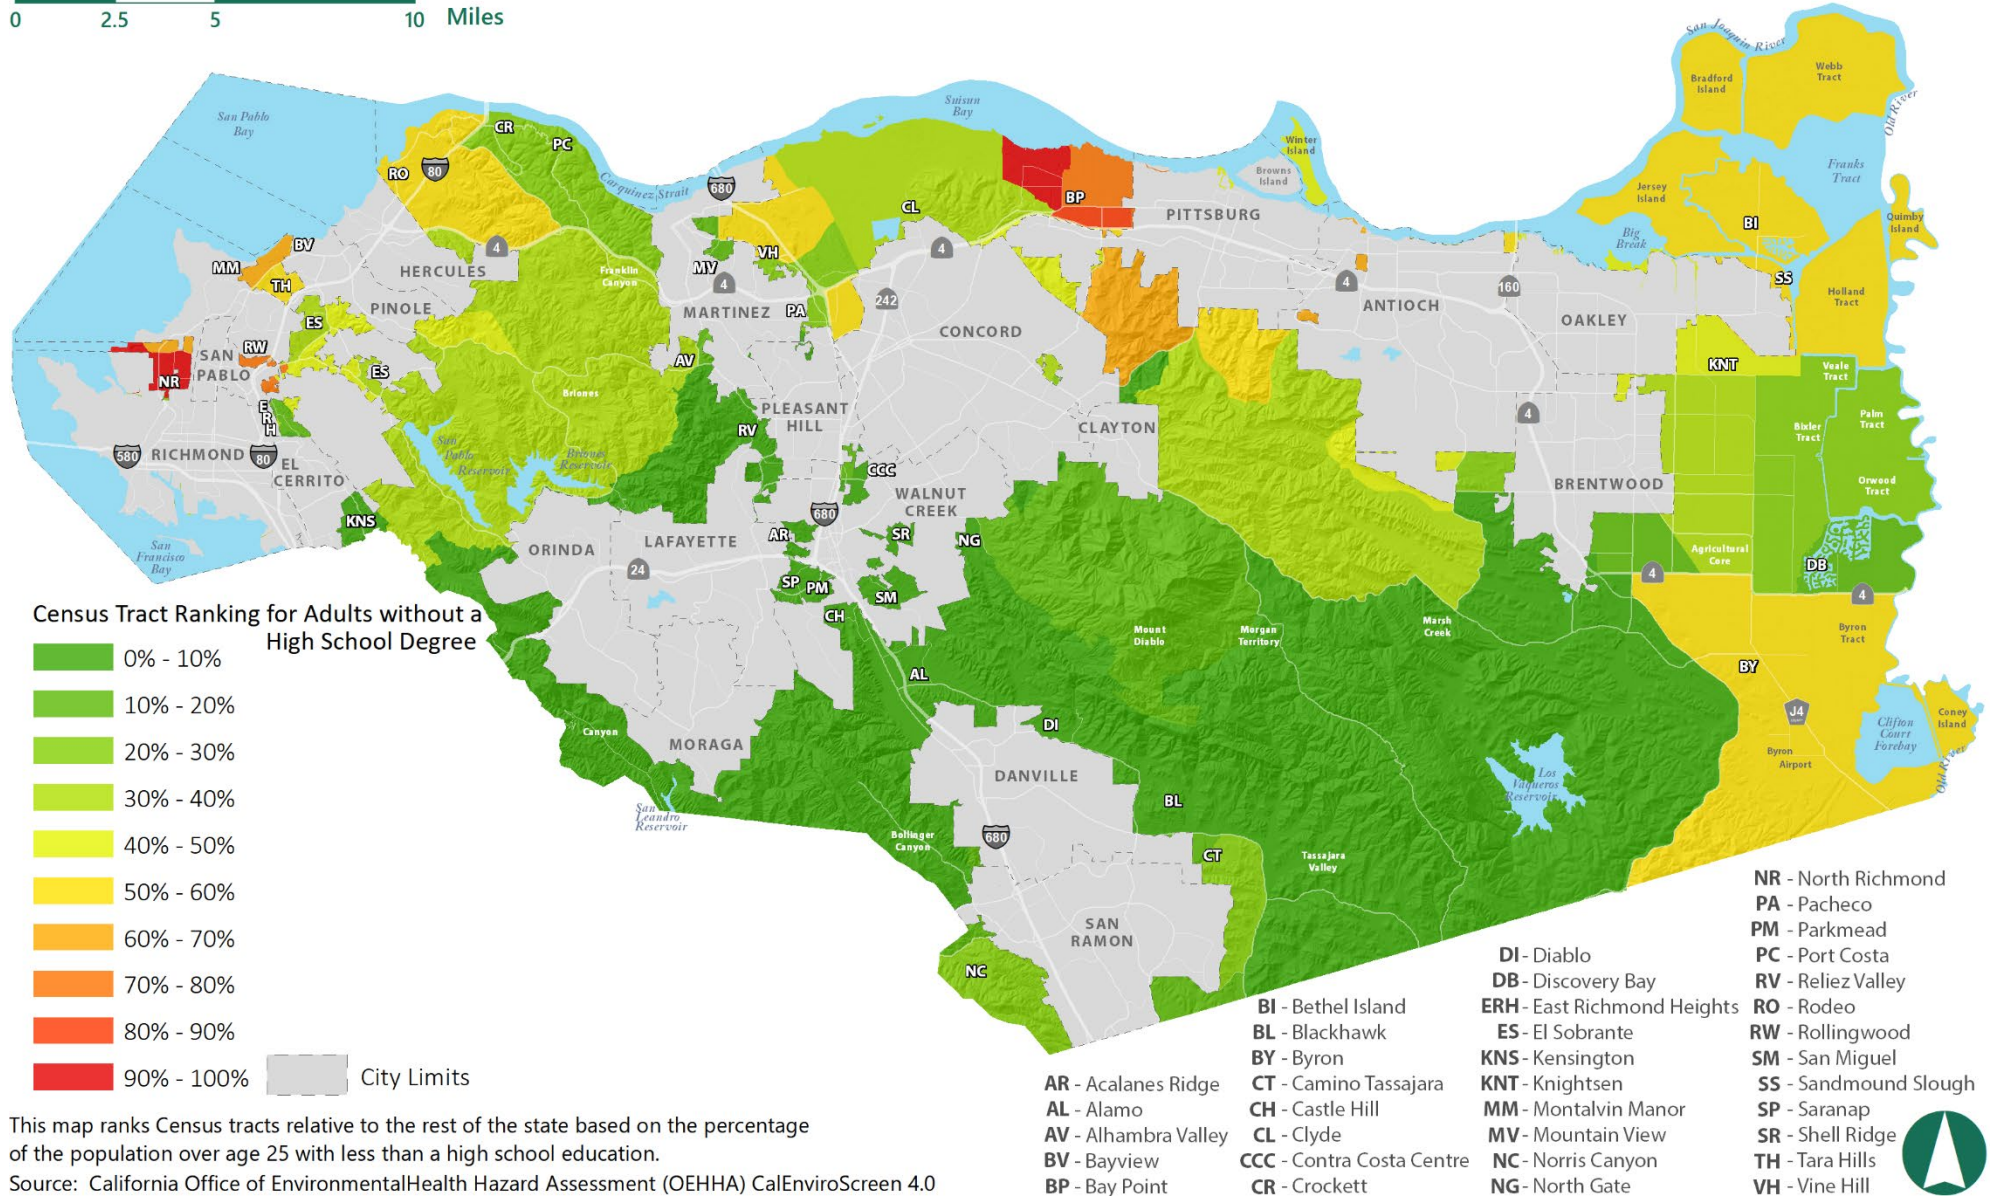 0 2.5 5 10 Miles
San Joaquin River
Webb
Tract
Bradford
Island
Old River
San Pablo
Bay
Suisun
Bay
CR
PC
80
RO
Carquinez Strait
680
Winter
Island
Browns
Island
Franks
Tract
Jersey
Island
BP
CL
PITTSBURG
BI
Quimby
Island
Big
Break
BV
4
VH
4
MM
HERCULES
Franklin
Canyon
MV
4
4
160
SS
TH
PINOLE
MARTINEZ
PA
242
ANTIOCH
OAKLEY
Holland
Tract
ES
CONCORD
RW
SAN
PABLO
AV
KNT
Veale
Tract
NR
ES
Briones
E
R
H
PLEASANT
HILL
CLAYTON
4
Palm
Tract
Bixler
Tract
RV
580
RICHMOND
80
EL
CERRITO
San
Pablo
Reservoir
Briones
Reservoir
CCC
WALNUT
CREEK
BRENTWOOD
Orwood
Tract
KNS
680
AR
SR
NG
San
Francisco
Bay
ORINDA
LAFAYETTE
24
Agricultural
Core
4
DB
4
SP
PM
SM
CH
Mount
Diablo
Morgan
Territory
Marsh
Creek
Byron
Tract
AL
BY
DI
J4
Clifton
Court
Forebay
Coney
Island
Old River
Canyon
MORAGA
Byron
Airport
DANVILLE
Los
Vaqueros
Reservoir
BL
San
Leandro
Reservoir
Bollinger
Canyon
680
CT
Tassajara
Valley
SAN
RAMON
NC
Census Tract Ranking for Adults without a
High School Degree
0% - 10%
10% - 20%
20% - 30%
30% - 40%
40% - 50%
50% - 60%
60% - 70%
70% - 80%
80% - 90%
90% - 100%
City Limits
AR - Acalanes Ridge
AL - Alamo
AV - Alhambra Valley
BV - Bayview
BP - Bay Point
BI - Bethel Island
BL - Blackhawk
BY - Byron
CT - Camino Tassajara
CH - Castle Hill
CL - Clyde
CCC - Contra Costa Centre
CR - Crockett
DI - Diablo
DB - Discovery Bay
ERH - East Richmond Heights
ES - El Sobrante
KNS - Kensington
KNT - Knightsen
MM - Montalvin Manor
MV - Mountain View
NC - Norris Canyon
NG - North Gate
NR - North Richmond
PA - Pacheco
PM - Parkmead
PC - Port Costa
RV - Reliez Valley
RO - Rodeo
RW - Rollingwood
SM - San Miguel
SS - Sandmound Slough
SP - Saranap
SR - Shell Ridge
TH - Tara Hills
VH - Vine Hill
This map ranks Census tracts relative to the rest of the state based on the percentage
of the population over age 25 with less than a high school education.
Source: California Office of EnvironmentalHealth Hazard Assessment (OEHHA) CalEnviroScreen 4.0